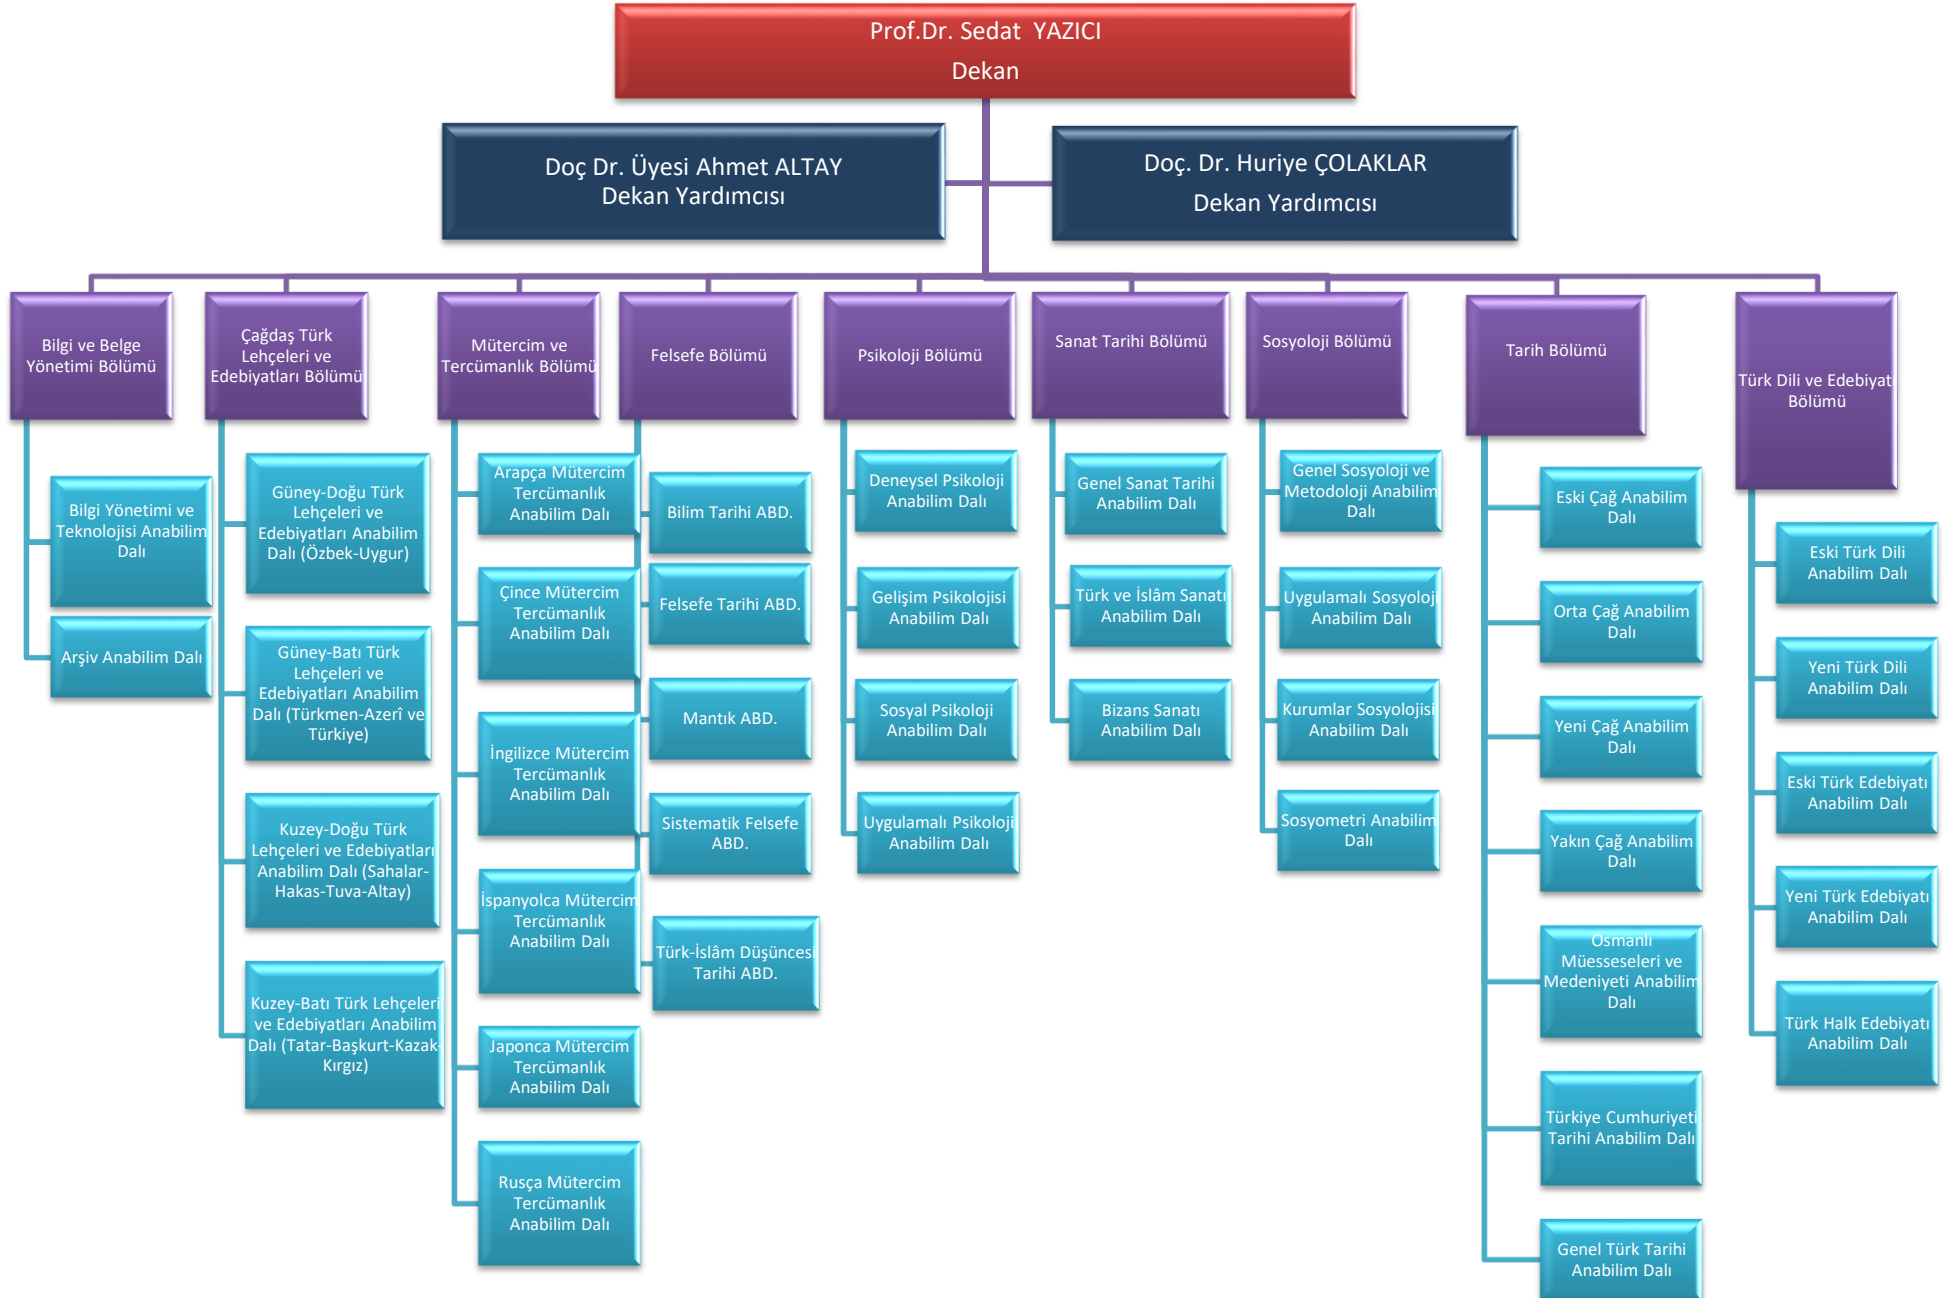 Prof.Dr. Sedat  YAZICI
Dekan
Doç Dr. Üyesi Ahmet ALTAY
Dekan Yardımcısı
Doç. Dr. Huriye ÇOLAKLAR
Dekan Yardımcısı
Bilgi ve Belge
Yönetimi Bölümü
Bilgi Yönetimi ve
Teknolojisi Anabilim
Dalı
Arşiv Anabilim Dalı
Çağdaş Türk
Lehçeleri ve
Edebiyatları Bölümü
Güney-Doğu Türk
Lehçeleri ve
Edebiyatları Anabilim
Dalı (Özbek-Uygur)
Güney-Batı Türk
Lehçeleri ve
Edebiyatları Anabilim
Dalı (Türkmen-Azerî ve
Türkiye)
Kuzey-Doğu Türk
Lehçeleri ve Edebiyatları
Anabilim Dalı (Sahalar-
Hakas-Tuva-Altay)
Kuzey-Batı Türk Lehçeleri
ve Edebiyatları Anabilim
Dalı (Tatar-Başkurt-Kazak-
Kırgız)
Mütercim ve
Tercümanlık Bölümü
Arapça Mütercim
Tercümanlık
Anabilim Dalı
Çince Mütercim
Tercümanlık
Anabilim Dalı
İngilizce Mütercim
Tercümanlık
Anabilim Dalı
İspanyolca Mütercim
Tercümanlık
Anabilim Dalı
Japonca Mütercim
Tercümanlık
Anabilim Dalı
Rusça Mütercim
Tercümanlık
Anabilim Dalı
Felsefe Bölümü
Bilim Tarihi ABD.
Felsefe Tarihi ABD.
Mantık ABD.
Sistematik Felsefe
ABD.
Türk-İslâm Düşüncesi
Tarihi ABD.
Psikoloji Bölümü
Deneysel Psikoloji
Anabilim Dalı
Gelişim Psikolojisi
Anabilim Dalı
Sosyal Psikoloji
Anabilim Dalı
Uygulamalı Psikoloji
Anabilim Dalı
Sanat Tarihi Bölümü
Genel Sanat Tarihi
Anabilim Dalı
Türk ve İslâm Sanatı
Anabilim Dalı
Bizans Sanatı
Anabilim Dalı
Sosyoloji Bölümü
Genel Sosyoloji ve
Metodoloji Anabilim
Dalı
Uygulamalı Sosyoloji
Anabilim Dalı
Kurumlar Sosyolojisi
Anabilim Dalı
Sosyometri Anabilim
Dalı
Tarih Bölümü
Eski Çağ Anabilim
Dalı
Orta Çağ Anabilim
Dalı
Yeni Çağ Anabilim
Dalı
Yakın Çağ Anabilim
Dalı
Osmanlı
Müesseseleri ve
Medeniyeti Anabilim
Dalı
Türkiye Cumhuriyeti
Tarihi Anabilim Dalı
Genel Türk Tarihi
Anabilim Dalı
Türk Dili ve Edebiyat
Bölümü
Eski Türk Dili
Anabilim Dalı
Yeni Türk Dili
Anabilim Dalı
Eski Türk Edebiyatı
Anabilim Dalı
Yeni Türk Edebiyatı
Anabilim Dalı
Türk Halk Edebiyatı
Anabilim Dalı